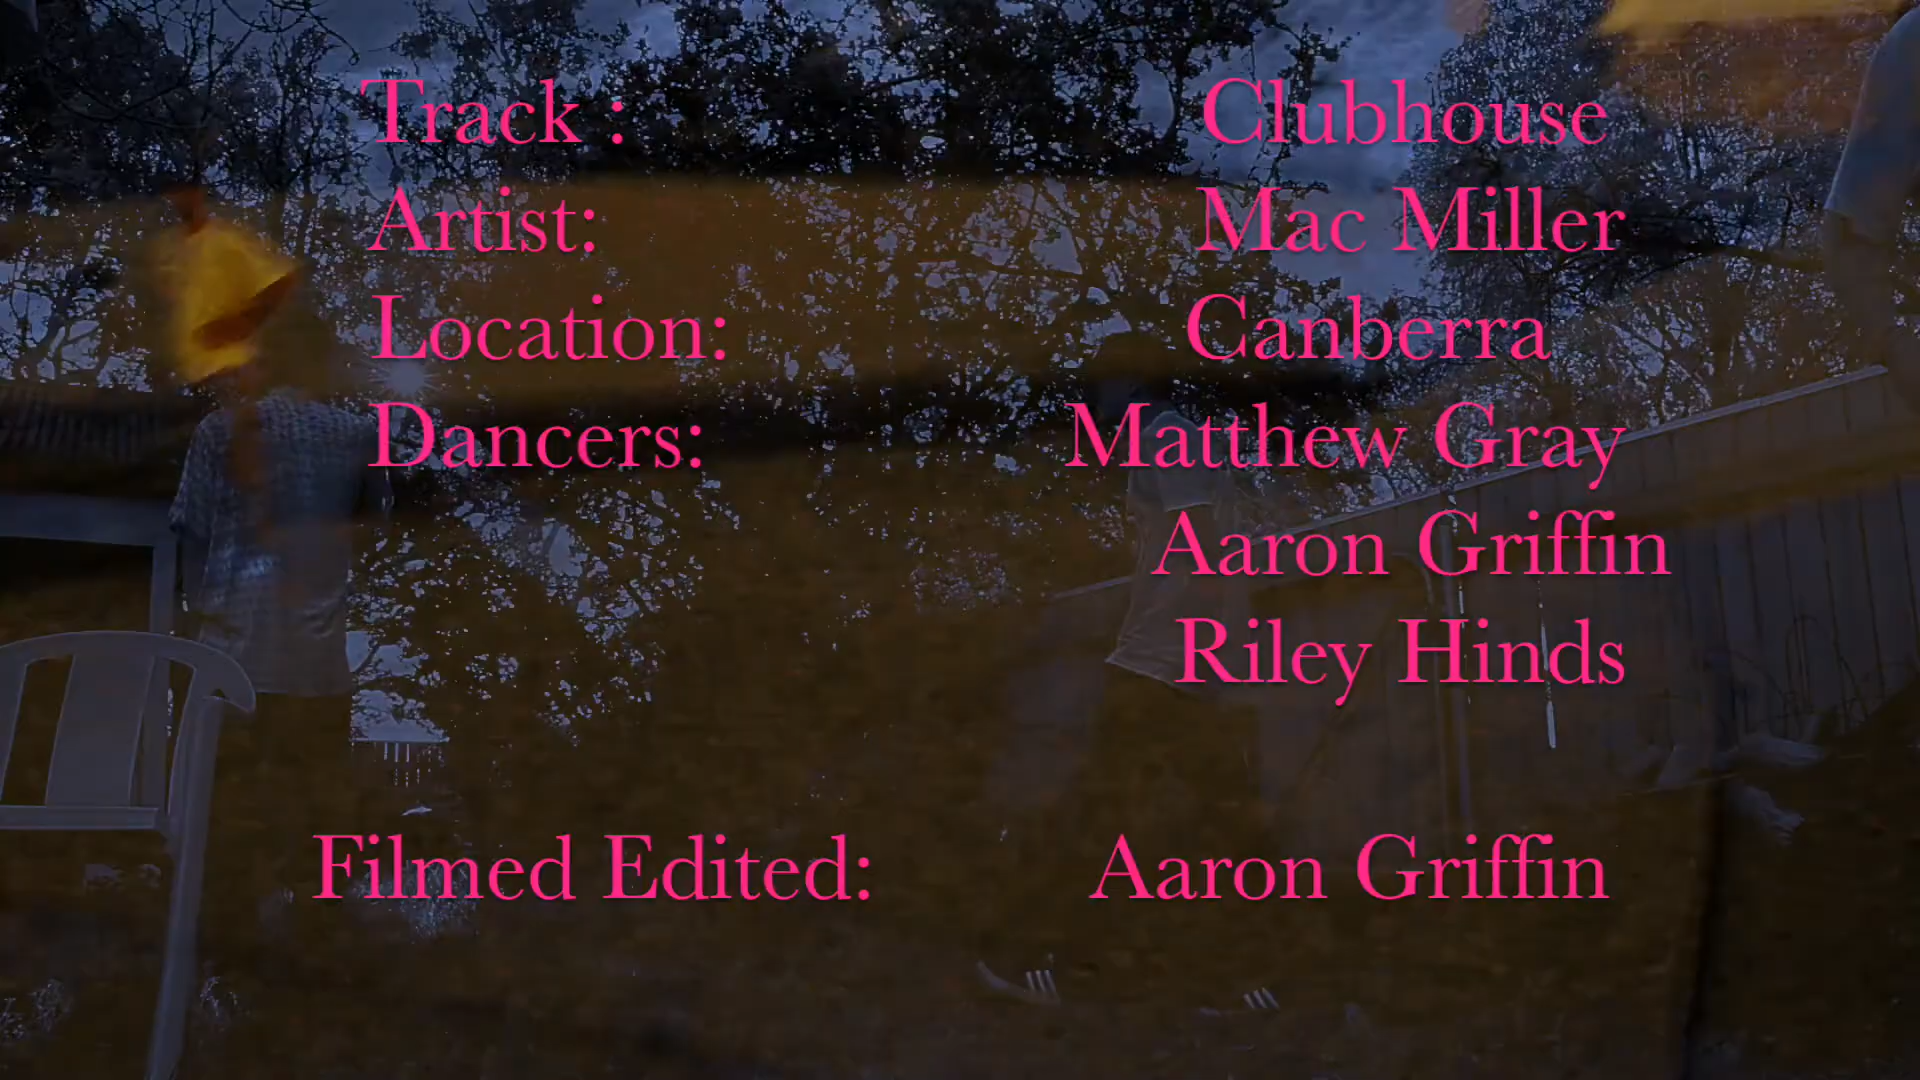 Track : Clubhouse
Artist: Mac Miller
Location: Canberra
Dancers: Matthew Gray
Aaron Griffin
Riley Hinds
Filmed Edited: Aaron Griffin